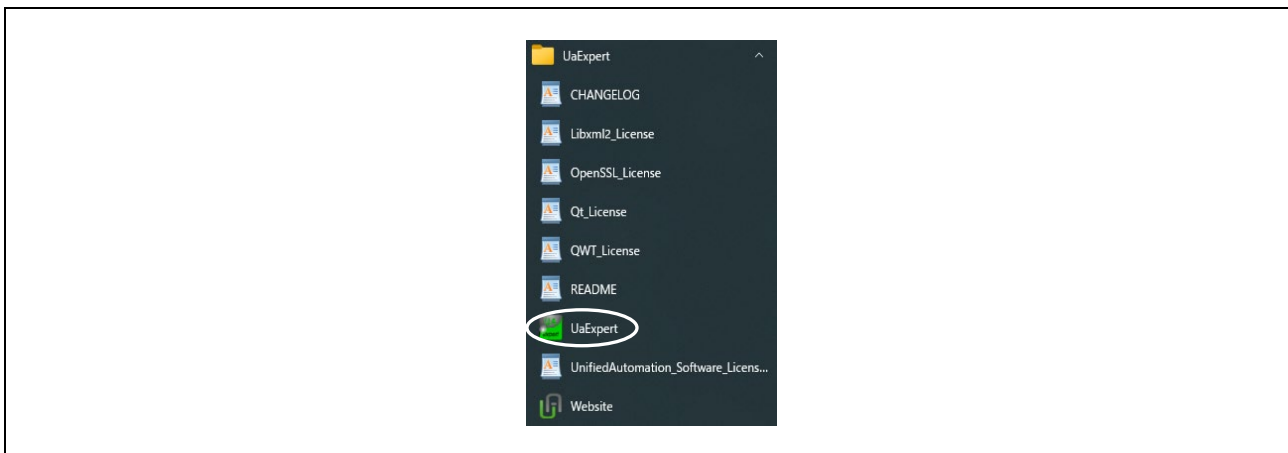 UaExpert
CHANGELOG
Libxml2_License
OpenSSL_License
Qt_License
QWT_License
README
UaExpert
UnifiedAutomation_Software_Licens...
Website